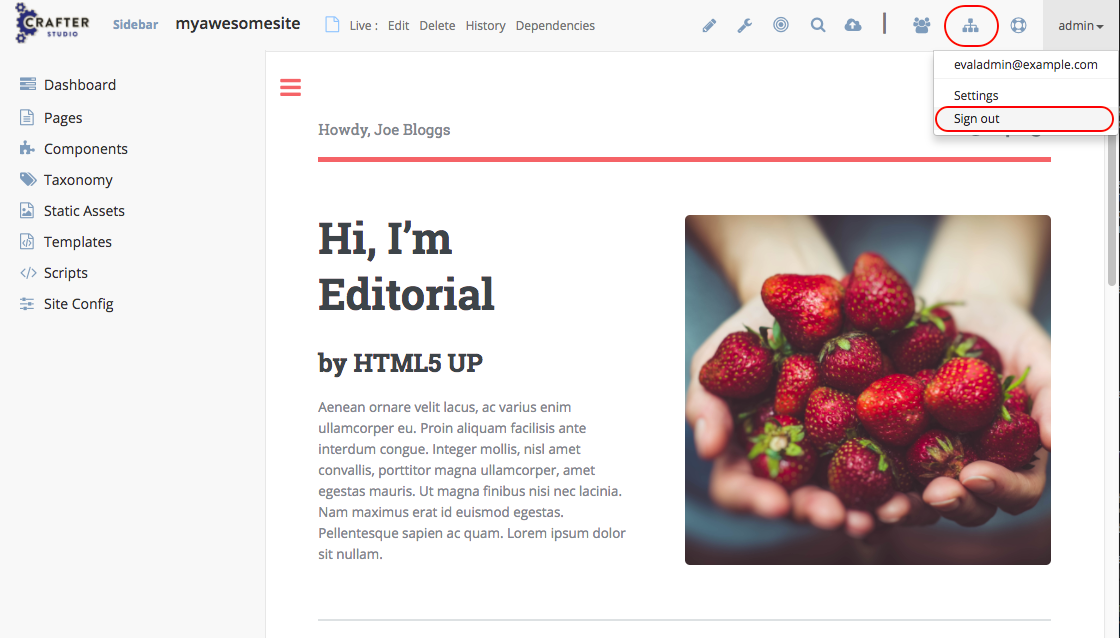 CRAFTER
STUDIO
Sidebar
myawesomesite
Live :
Edit
Delete
History
Dependencies
admin
evaladmin@example.com
Settings
Sign out
Dashboard
Pages
Components
Taxonomy
Static Assets
Templates
Scripts
Site Config
Howdy, Joe Bloggs
Hi, I’m
Editorial
by HTML5 UP
Aenean ornare velit lacus, ac varius enim
ullamcorper eu. Proin aliquam facilisis ante
interdum congue. Integer mollis, nisl amet
convallis, porttitor magna ullamcorper, amet
egestas mauris. Ut magna finibus nisi nec lacinia.
Nam maximus erat id euismod egestas.
Pellentesque sapien ac quam. Lorem ipsum dolor
sit nullam.